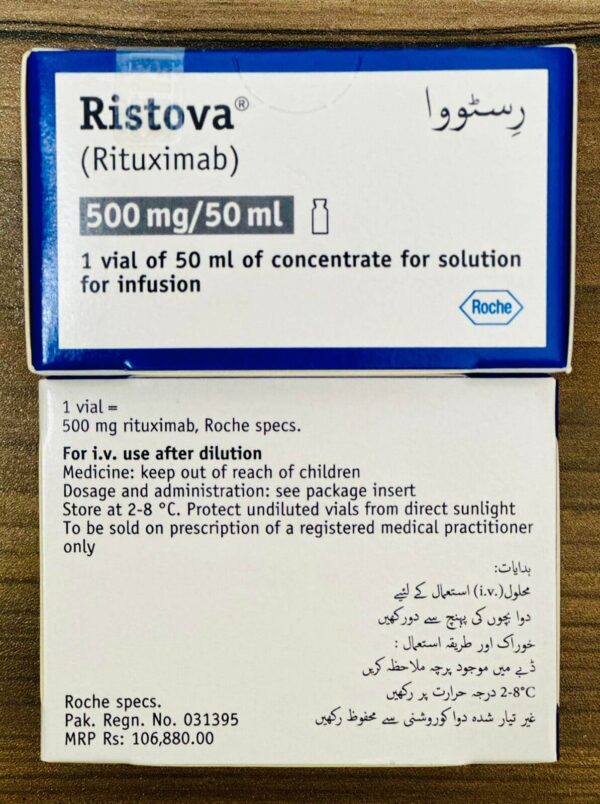 Ristova®
رِسٹووا
(Rituximab)
500 mg/50 ml
1 vial of 50 ml of concentrate for solution
for infusion
Roche
1 vial =
500 mg rituximab, Roche specs.
For i.v. use after dilution
Medicine: keep out of reach of children
Dosage and administration: see package insert
Store at 2-8 °C. Protect undiluted vials from direct sunlight
To be sold on prescription of a registered medical practitioner
only
ہدایات:
محلول(i.v.) استعمال کے لئیے
دوا بچوں کی پہنچ سے دوررکھیں
خوراک اور طریقہ استعمال :
ڈبے میں موجود پرچہ ملاحظہ کریں
2-8°C درجہ حرارت پر رکھیں
غیر تیار شدہ دوا کوروشنی سے محفوظ رکھیں
Roche specs.
Pak. Regn. No. 031395
MRP Rs: 106,880.00